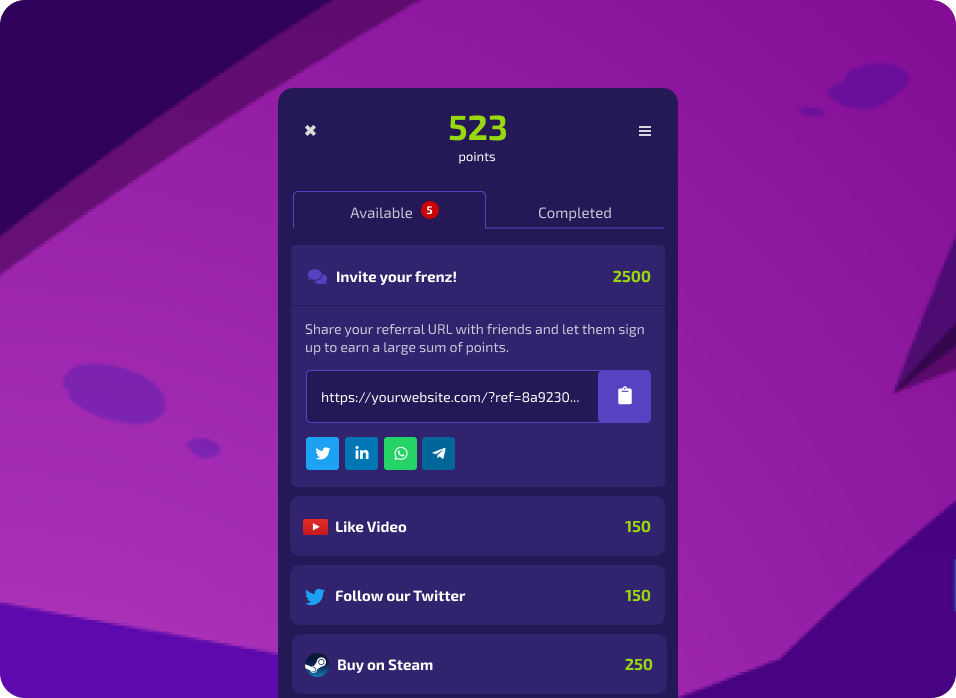 523
points
Available 5
Completed
Invite your frenz! 2500
Share your referral URL with friends and let them sign
up to earn a large sum of points.
https://yourwebsite.com/?ref=8a9230...
in
Like Video 150
Follow our Twitter 150
Buy on Steam 250